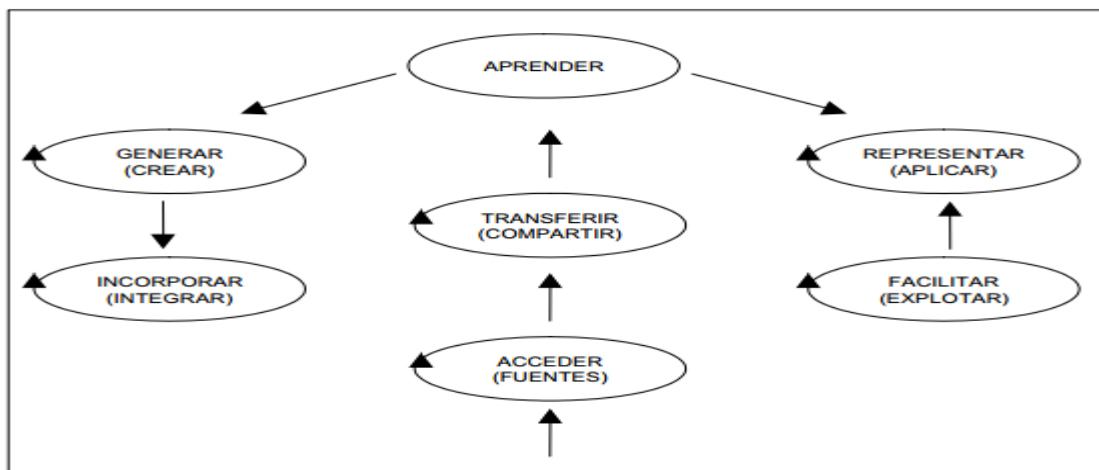 APRENDER
GENERAR
(CREAR)
REPRESENTAR
(APLICAR)
TRANSFERIR
(COMPARTIR)
INCORPORAR
(INTEGRAR)
FACILITAR
(EXPLOTAR)
ACCEDER
(FUENTES)